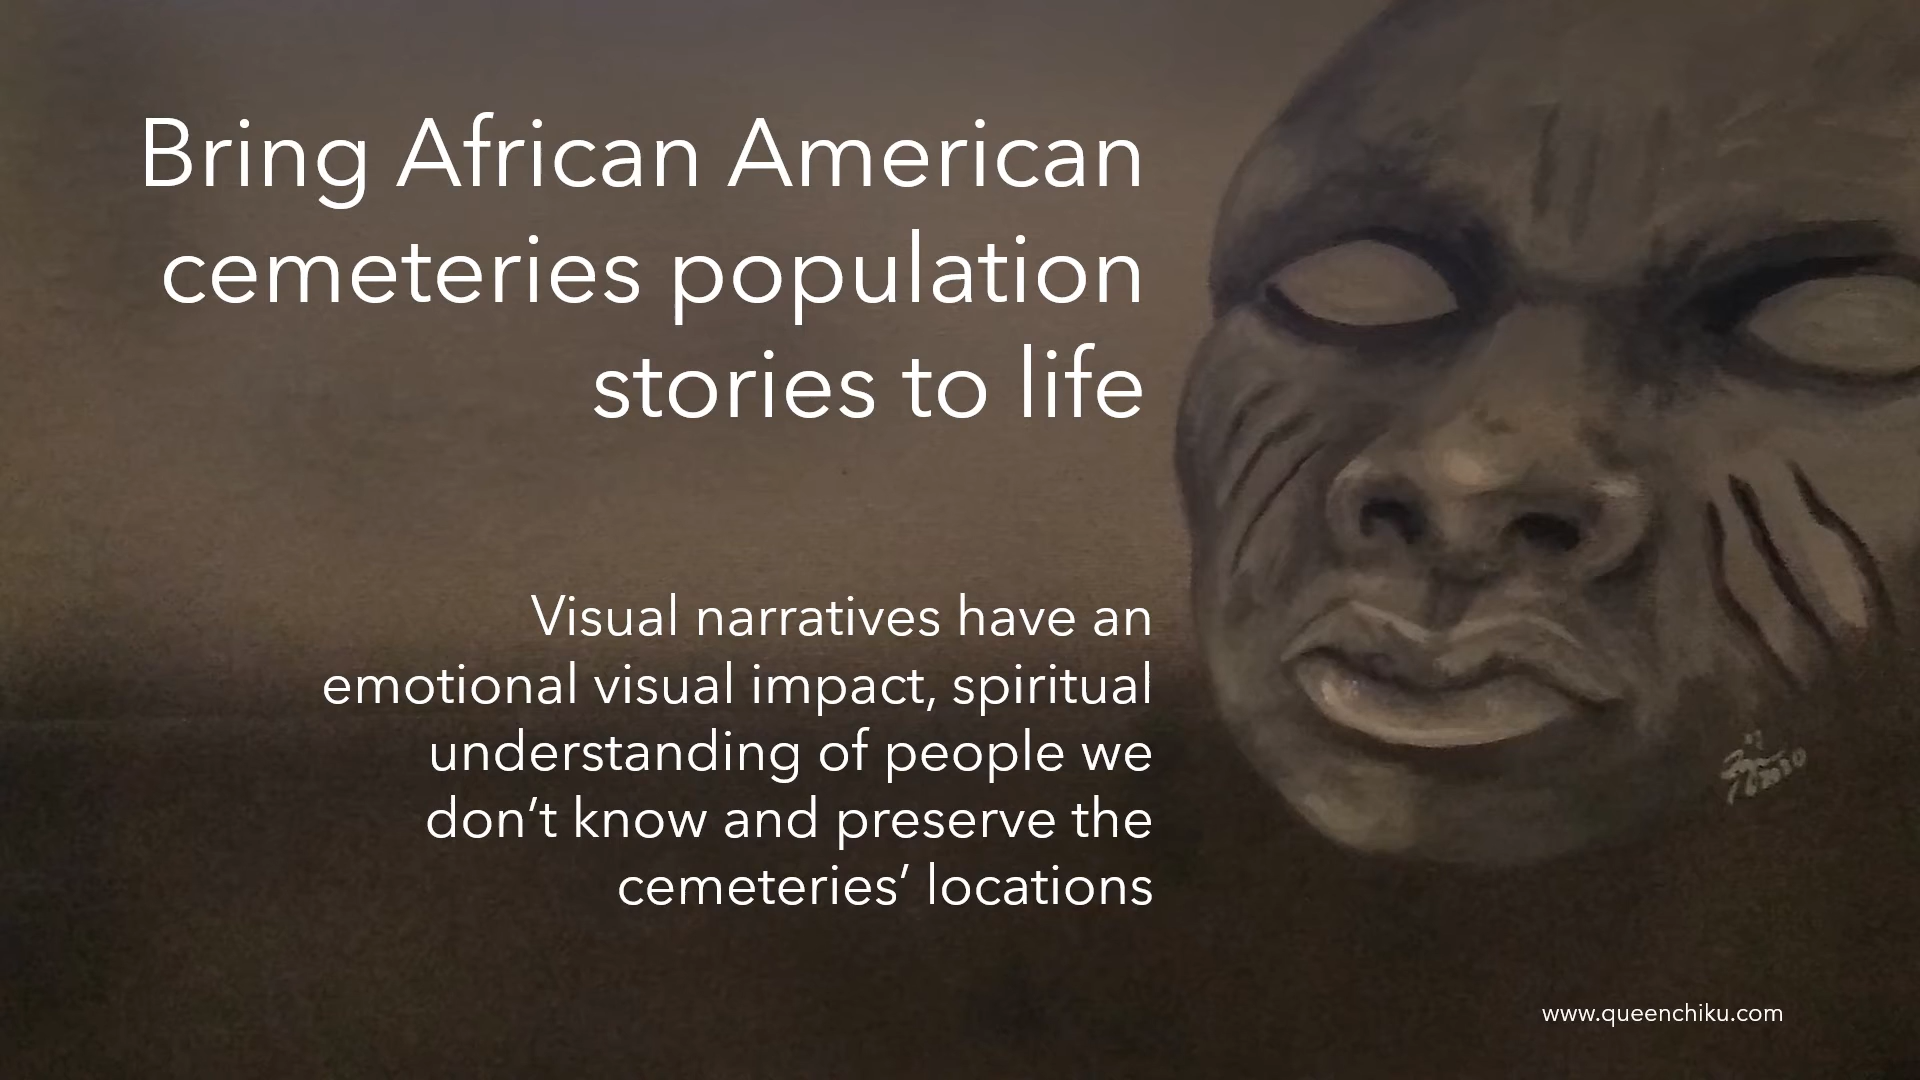 Bring African American
cemeteries population
stories to life
Visual narratives have an
emotional visual impact, spiritual
understanding of people we
don’t know and preserve the
cemeteries’ locations
2020
www.queenchiku.com